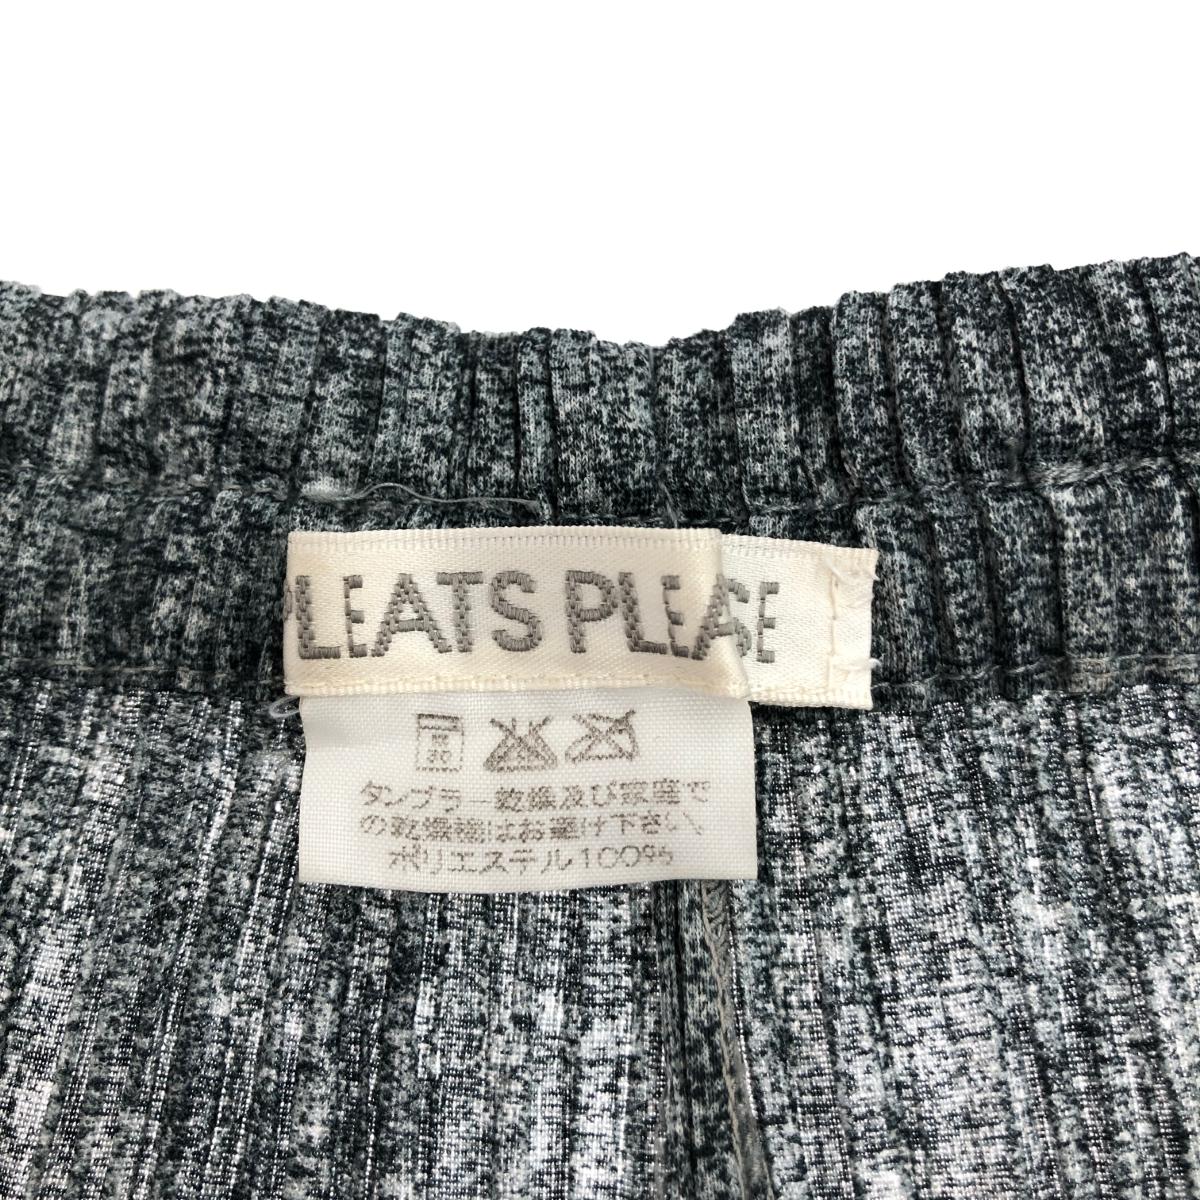 PLEATS PLEASE
30
タンブラー乾燥及び家庭で
の乾燥機はお避け下さい
ポリエステル100%